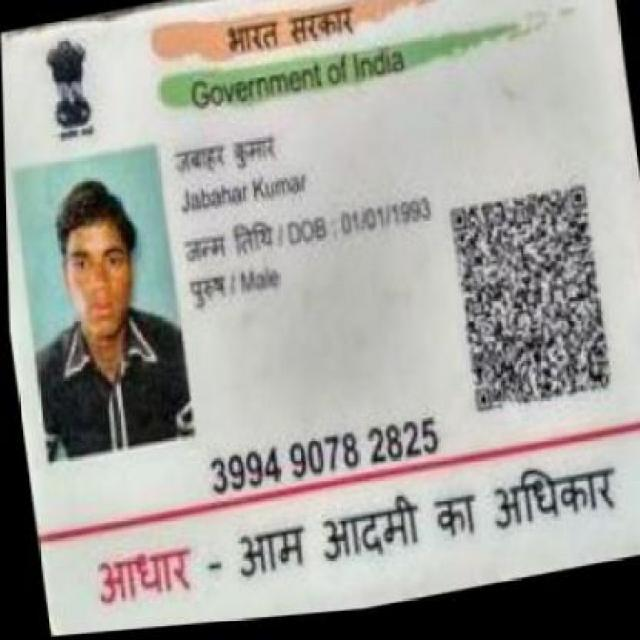 भारत सरकार
Government of India
जबाहर कुमार
Jabahar Kumar
जन्म तिथि / DOB : 01/01/1993
पुरुष / Male
3994 9078 2825
आधार - आम आदमी का अधिकार